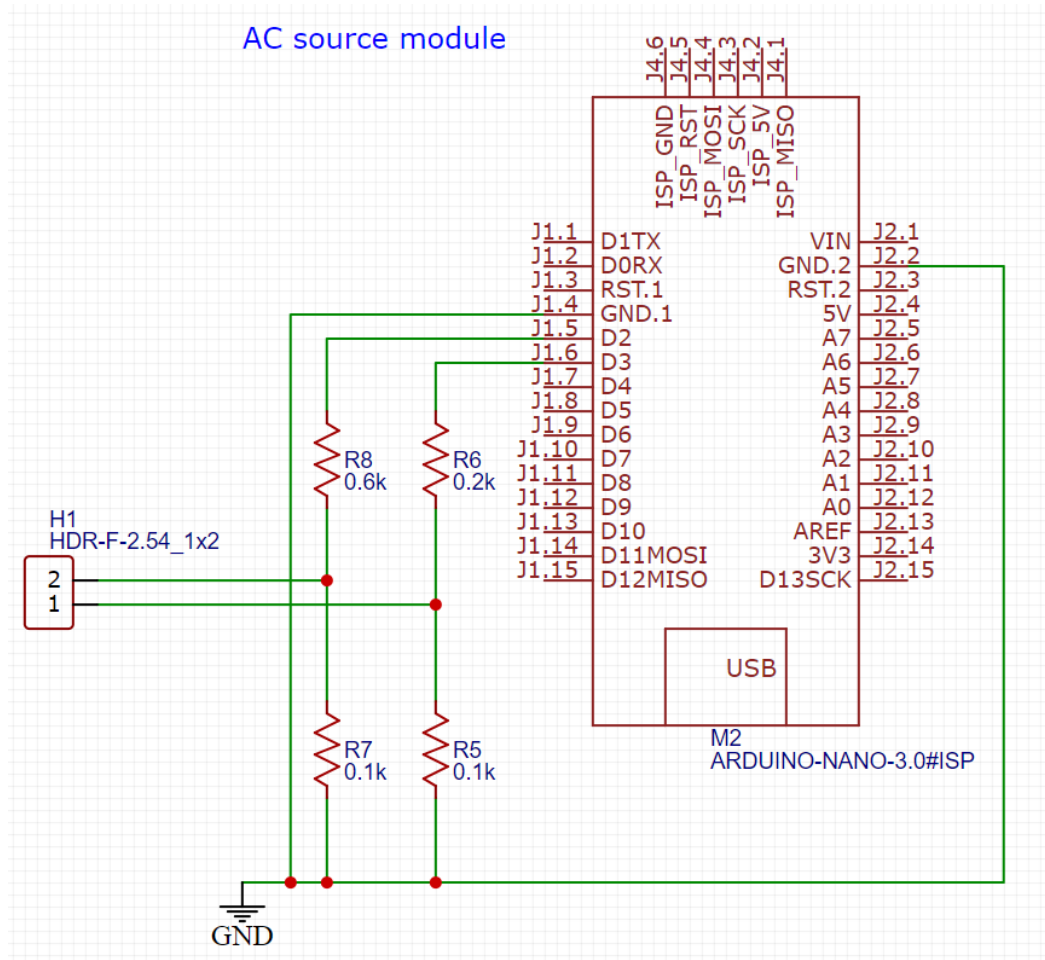 AC source module
J4.6
J4.5
J4.4
J4.3
J4.2
J4.1
ISP_GND
ISP_RST
ISP_MOSI
ISP_SCK
ISP_5V
ISP_MISO
J1.1 D1TX VIN J2.1
J1.2 D0RX GND.2 J2.2
J1.3 RST.1 RST.2 J2.3
J1.4 GND.1 5V J2.4
J1.5 D2 A7 J2.5
J1.6 D3 A6 J2.6
J1.7 D4 A5 J2.7
J1.8 D5 A4 J2.8
J1.9 D6 A3 J2.9
J1.10 D7 A2 J2.10
J1.11 D8 A1 J2.11
J1.12 D9 A0 J2.12
J1.13 D10 AREF J2.13
J1.14 D11MOSI 3V3 J2.14
J1.15 D12MISO D13SCK J2.15
R8
0.6k
R6
0.2k
H1
HDR-F-2.54_1x2
2
1
USB
M2
ARDUINO-NANO-3.0#ISP
R7
0.1k
R5
0.1k
GND